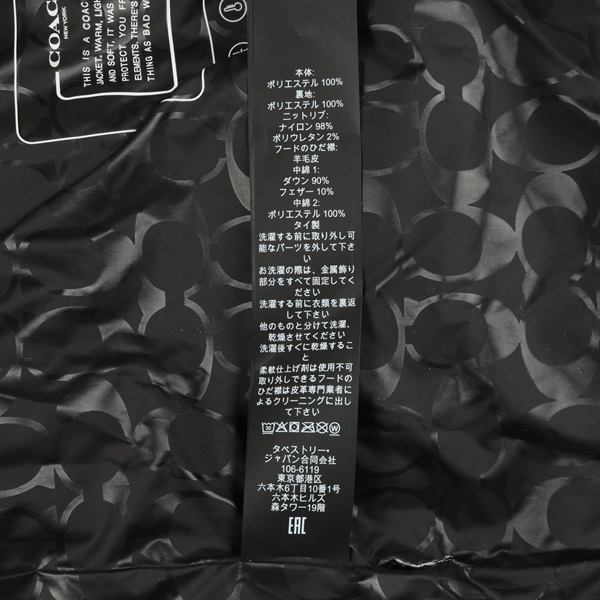 COACH
NEW YORK
THIS IS A COAC
JACKET. WARM, LIGH
AND SOFT, IT WAS
PROTECT YOU FR
ELEMENTS. THERE'S
THING AS BAD W
本体:
ポリエステル 100%
裏地:
ポリエステル 100%
ニットリブ:
ナイロン 98%
ポリウレタン 2%
フードのひだ襟:
羊毛皮
中綿 1:
ダウン 90%
フェザー 10%
中綿 2:
ポリエステル 100%
タイ製
洗濯する前に取り外し可
能なパーツを外して下さ
い
お洗濯の際は、金属飾り
部分をすべて固定してく
ださい
洗濯する前に衣類を裏返
して下さい
他のものと分けて洗濯、
乾燥させてください
洗濯後すぐに乾燥するこ
と
柔軟仕上げ剤は使用不可
取り外しできるフードの
ひだ襟は皮革専門業者に
よるクリーニングに出し
て下さい
タペストリー・
ジャパン合同会社
106-6119
東京都港区
六本木6丁目10番1号
六本木ヒルズ
森タワー19階
EAC